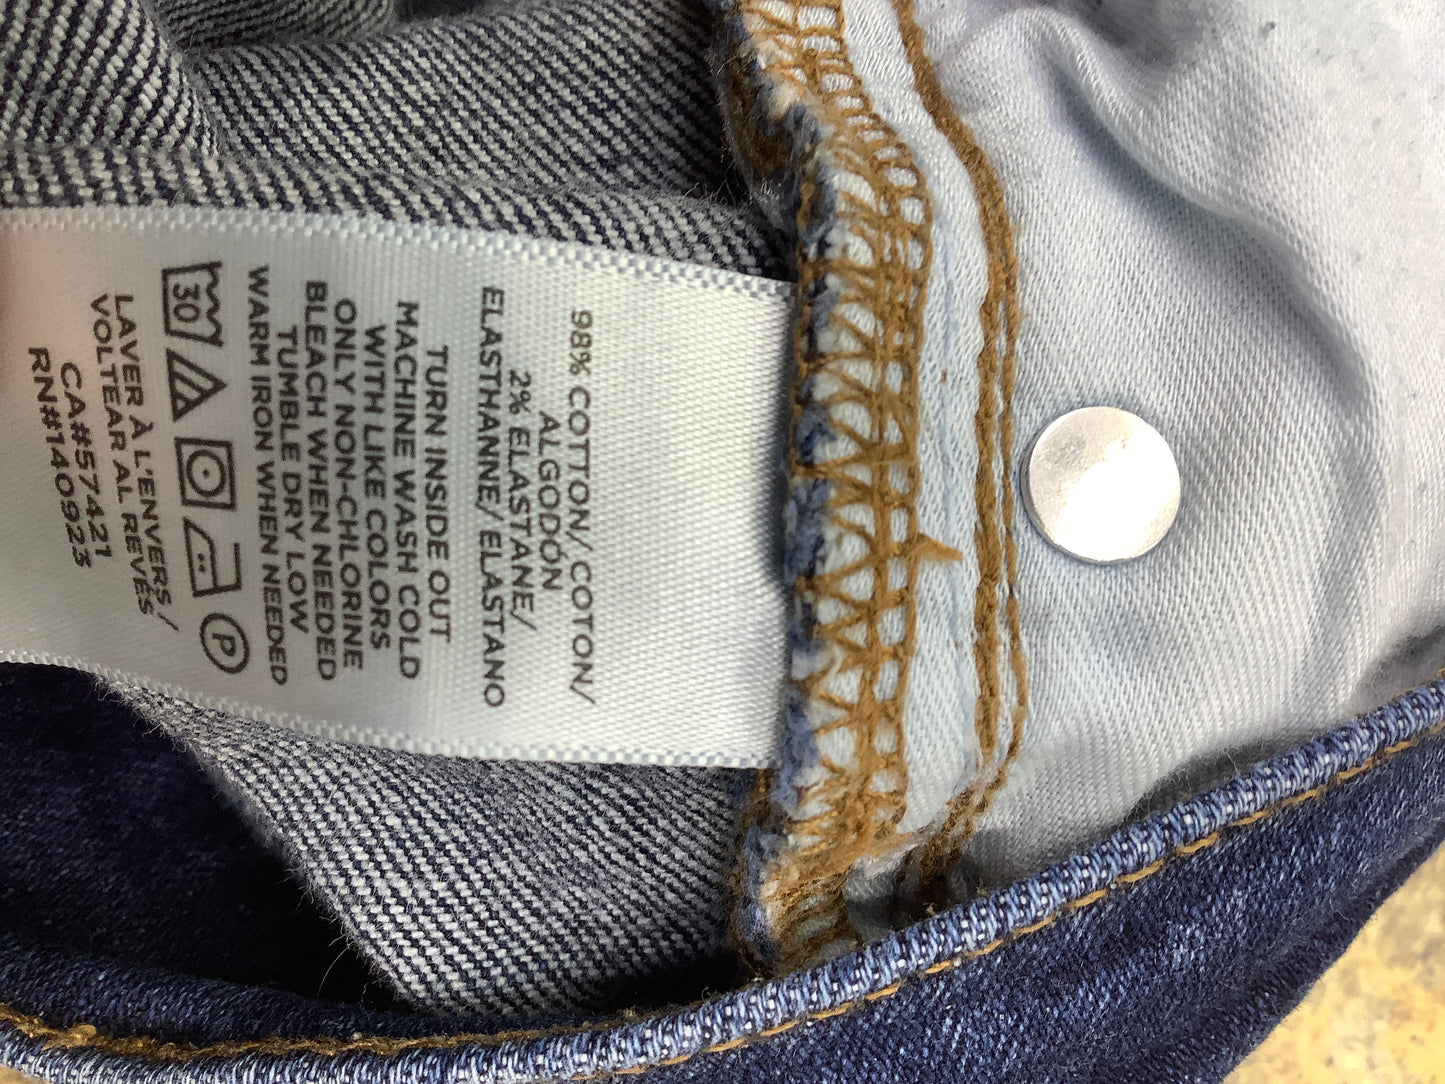 98% COTTON/ COTON/
ALGODÓN
2% ELASTANE/
ELASTHANNE/ ELASTANO
TURN INSIDE OUT
MACHINE WASH COLD
WITH LIKE COLORS
ONLY NON-CHLORINE
BLEACH WHEN NEEDED
TUMBLE DRY LOW
WARM IRON WHEN NEEDED
30
P
LAVER À L'ENVERS /
VOLTEAR AL REVÉS /
CA#57421
RN#140923